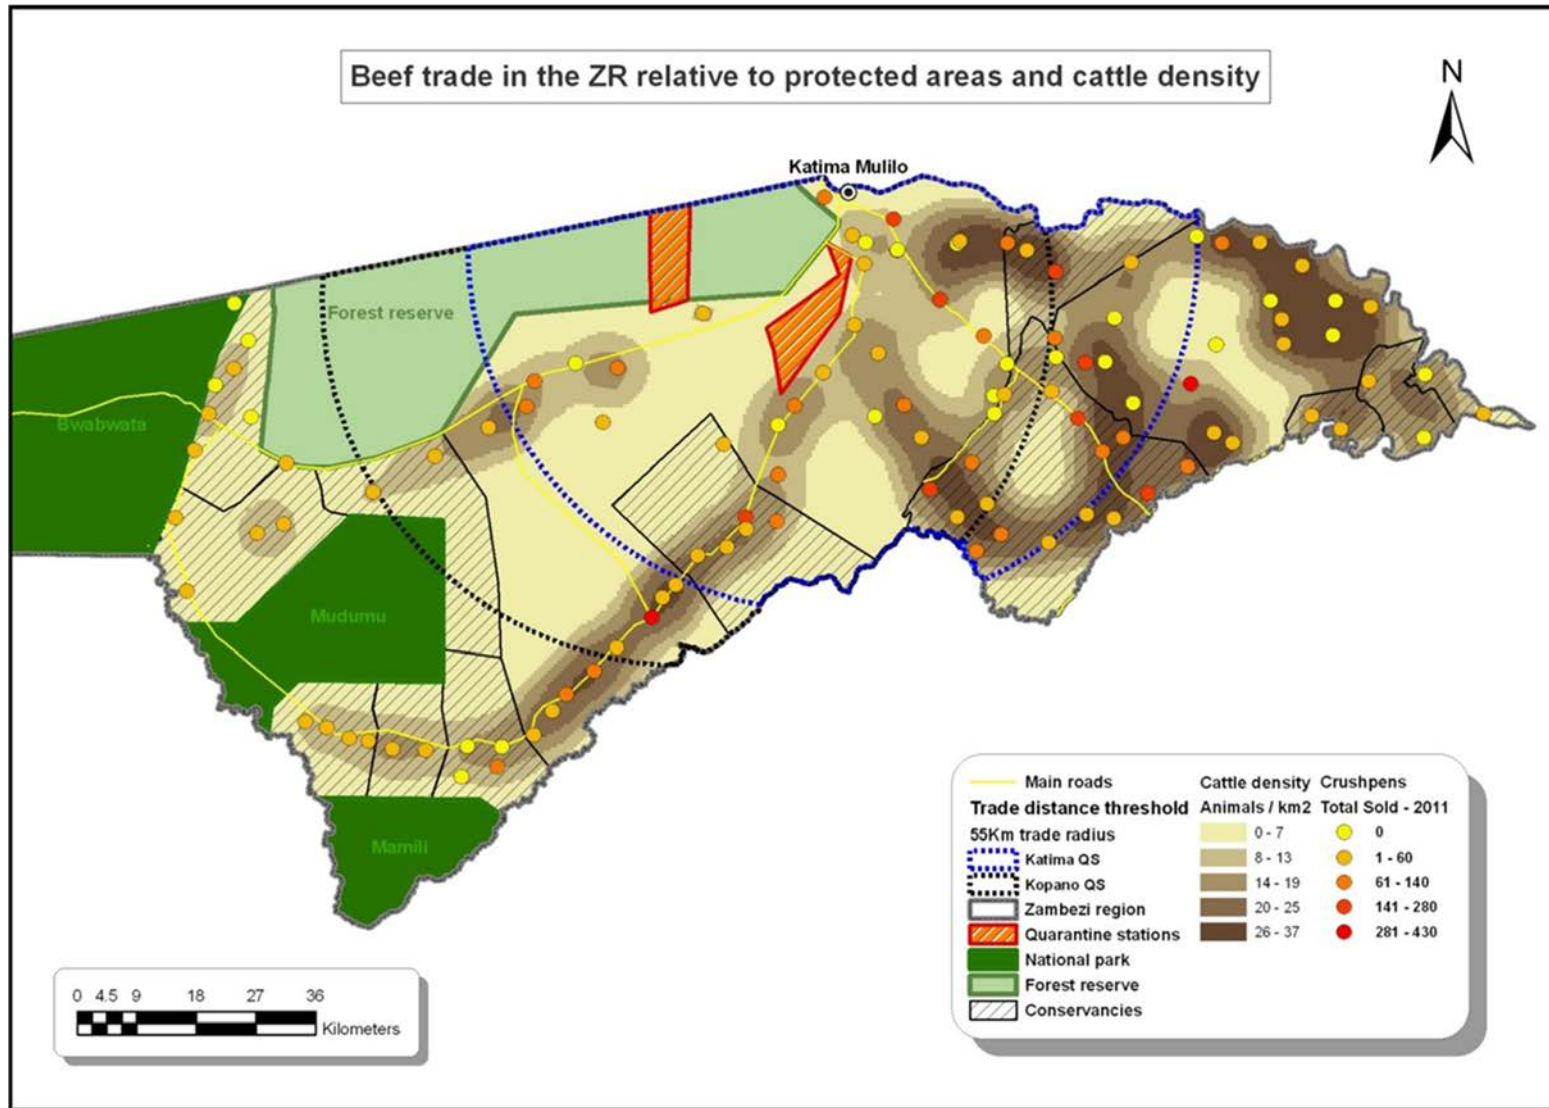 Beef trade in the ZR relative to protected areas and cattle density
N
Katima Mulilo
Forest reserve
Bwabwata
Mudumu
Mamili
Main roads
Trade distance threshold
55Km trade radius
Katima QS
Kopano QS
Zambezi region
Quarantine stations
National park
Forest reserve
Conservancies
Cattle density
Animals / km2
0 - 7
8 - 13
14 - 19
20 - 25
26 - 37
Crushpens
Total Sold - 2011
0
1 - 60
61 - 140
141 - 280
281 - 430
0 4.5 9 18 27 36
Kilometers